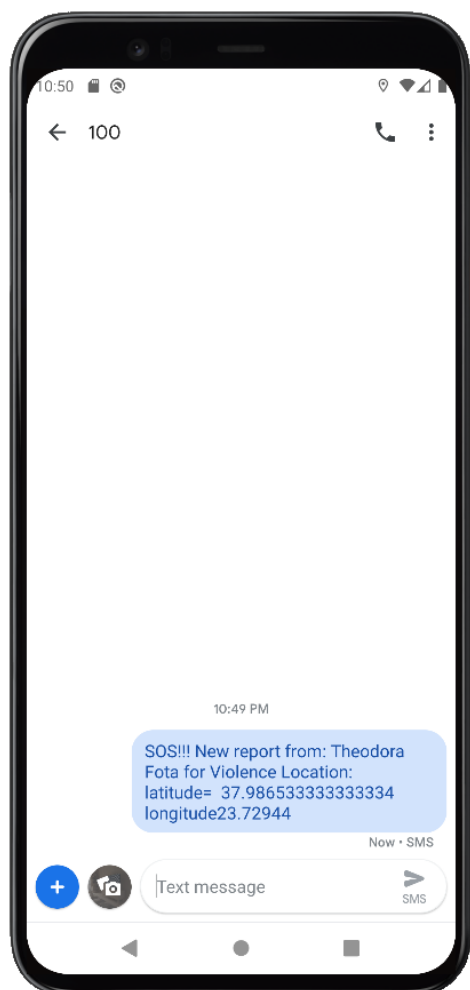 10:50
100
10:49 PM
SOS!!! New report from: Theodora
Fota for Violence Location:
latitude=  37.986533333333334
longitude23.72944
Now • SMS
Text message
SMS